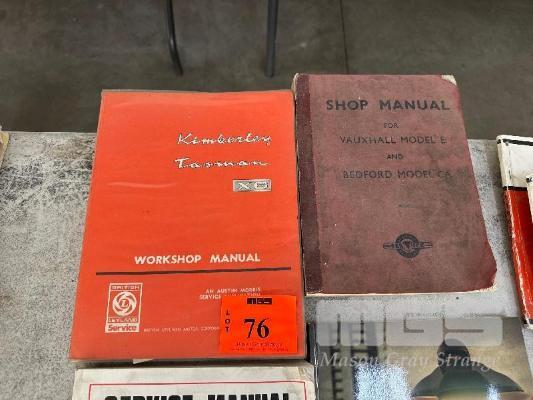 Kimberley
Tasman
X6
WORKSHOP MANUAL
AN AUSTIN MORRIS
BRITISH
LEYLAND
Service
LOT
76
SHOP MANUAL
FOR
VAUXHALL MODEL E
AND
BEDFORD MODEL CA
MGS
Mason Gray Strange
SERVICE MANUAL